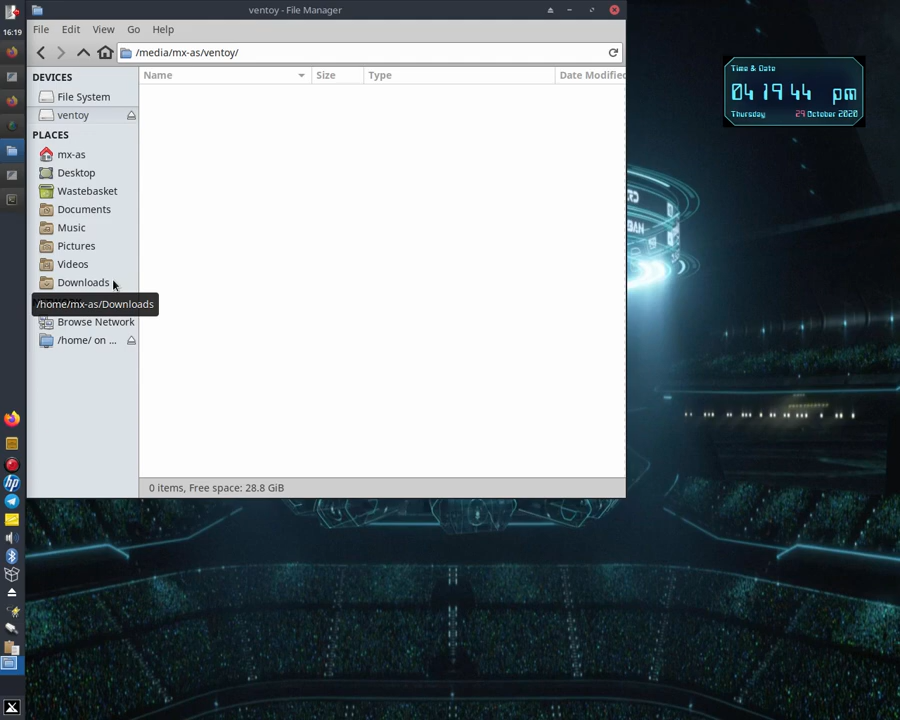 ventoy - File Manager
16:19
File Edit View Go Help
/media/mx-as/ventoy/
DEVICES
File System
ventoy
PLACES
mx-as
Desktop
Wastebasket
Documents
Music
Pictures
Videos
Downloads
/home/mx-as/Downloads
Browse Network
/home/ on ...
Name Size Type Date Modified
0 items, Free space: 28.8 GiB
Time & Date
04 19 44 pm
Thursday 29 October 2020
hp